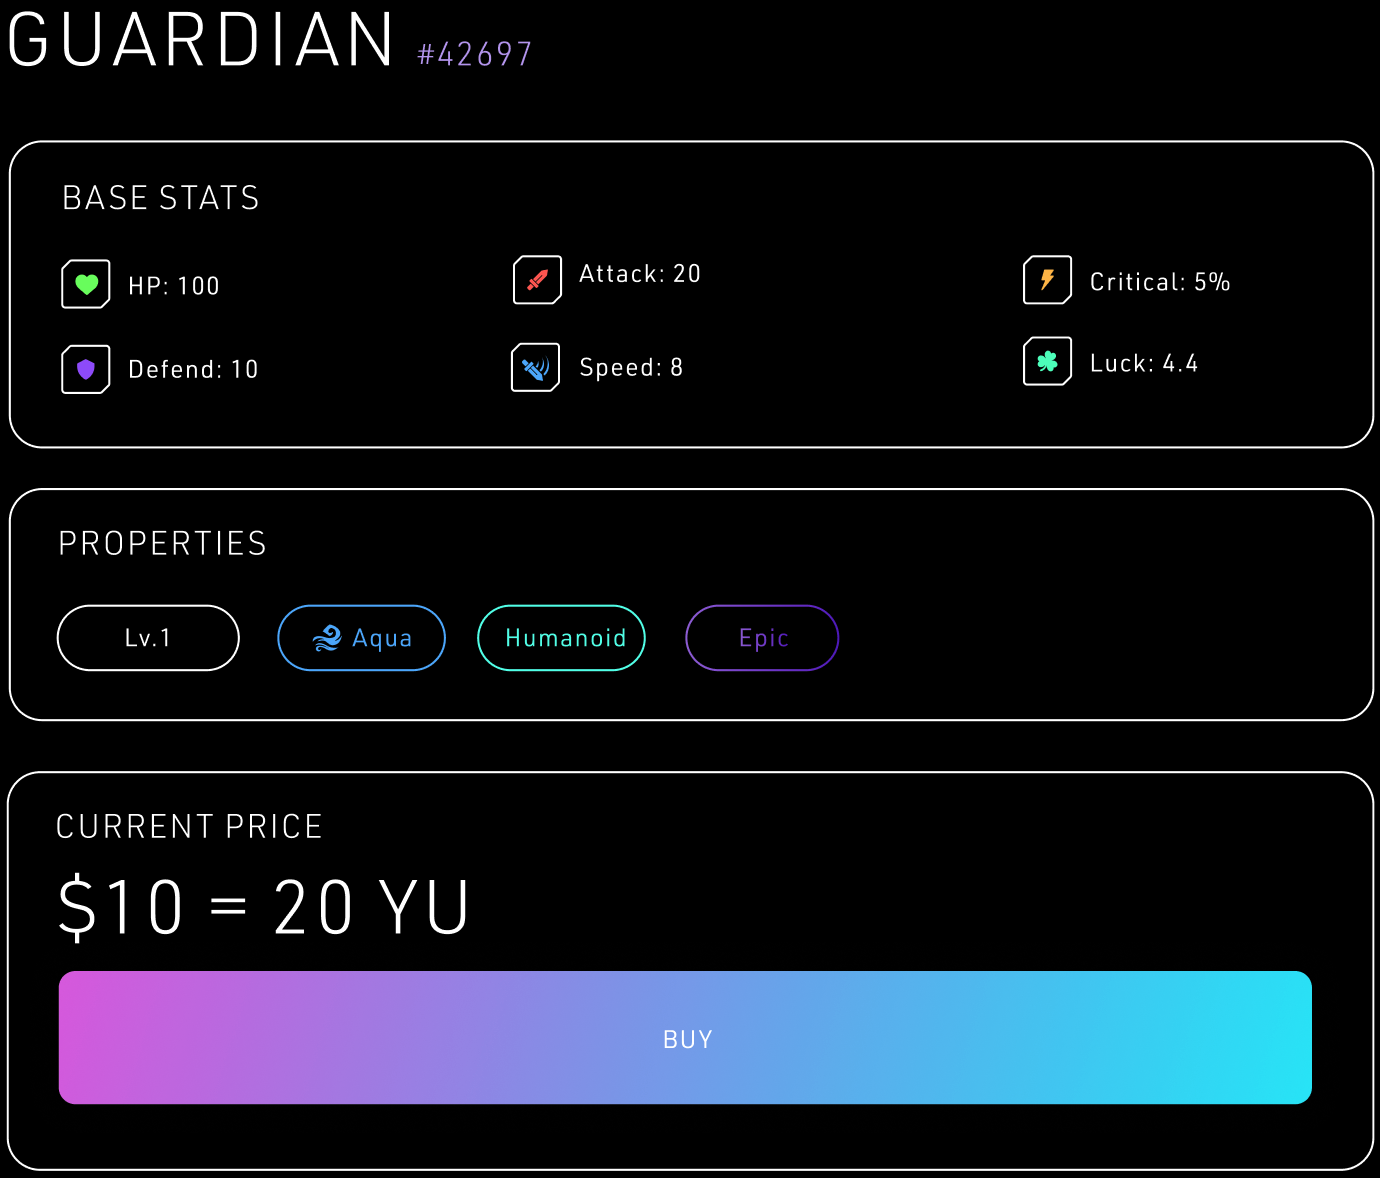 GUARDIAN #42697
BASE STATS
HP: 100
Attack: 20
Critical: 5%
Defend: 10
Speed: 8
Luck: 4.4
PROPERTIES
Lv.1
Aqua
Humanoid
Epic
CURRENT PRICE
$10 = 20 YU
BUY